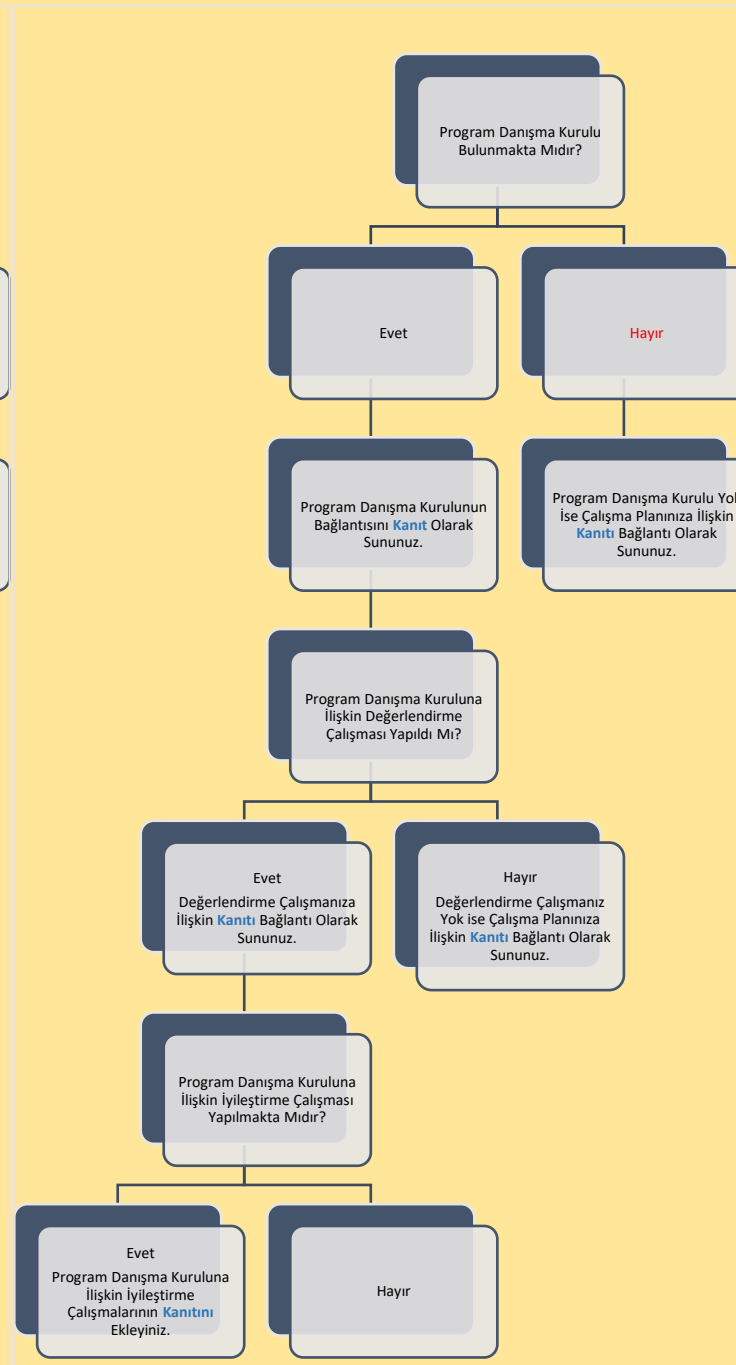 Program Danışma Kurulu
Bulunmakta Mıdır?
Evet
Hayır
Program Danışma Kurulunun
Bağlantısını Kanıt Olarak
Sununuz.
Program Danışma Kurulu Yok
İse Çalışma Planınıza İlişkin
Kanıtı Bağlantı Olarak
Sununuz.
Program Danışma Kuruluna
İlişkin Değerlendirme
Çalışması Yapıldı Mı?
Evet
Değerlendirme Çalışmanıza
İlişkin Kanıtı Bağlantı Olarak
Sununuz.
Hayır
Değerlendirme Çalışmanız
Yok ise Çalışma Planınıza
İlişkin Kanıtı Bağlantı Olarak
Sununuz.
Program Danışma Kuruluna
İlişkin İyileştirme Çalışması
Yapılmakta Mıdır?
Evet
Program Danışma Kuruluna
İlişkin İyileştirme
Çalışmalarının Kanıtını
Ekleyiniz.
Hayır